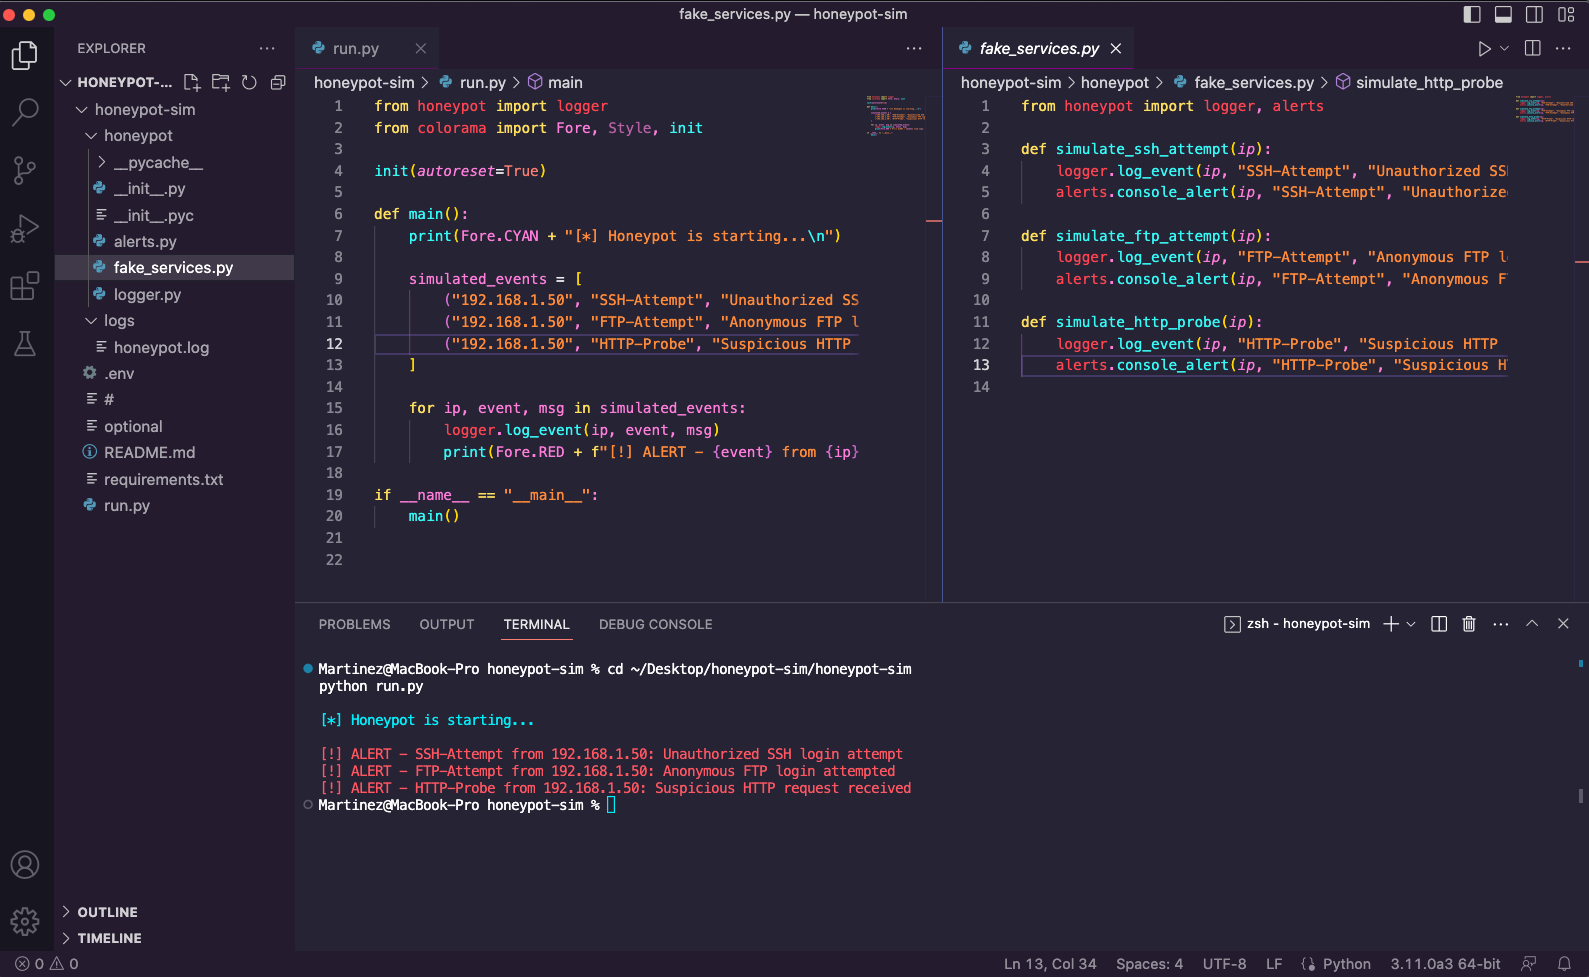 fake_services.py — honeypot-sim
EXPLORER
HONEYPOT-...
honeypot-sim
honeypot
__pycache__
__init__.py
__init__.pyc
alerts.py
fake_services.py
logger.py
logs
honeypot.log
.env
#
optional
README.md
requirements.txt
run.py
OUTLINE
TIMELINE
run.py
honeypot-sim > run.py > main
1 from honeypot import logger
2 from colorama import Fore, Style, init
3
4 init(autoreset=True)
5
6 def main():
7 print(Fore.CYAN + "[*] Honeypot is starting...\n")
8
9 simulated_events = [
10 ("192.168.1.50", "SSH-Attempt", "Unauthorized SS
11 ("192.168.1.50", "FTP-Attempt", "Anonymous FTP l
12 ("192.168.1.50", "HTTP-Probe", "Suspicious HTTP
13 ]
14
15 for ip, event, msg in simulated_events:
16 logger.log_event(ip, event, msg)
17 print(Fore.RED + f"[!] ALERT - {event} from {ip}
18
19 if __name__ == "__main__":
20 main()
21
22
fake_services.py
honeypot-sim > honeypot > fake_services.py > simulate_http_probe
1 from honeypot import logger, alerts
2
3 def simulate_ssh_attempt(ip):
4 logger.log_event(ip, "SSH-Attempt", "Unauthorized SS
5 alerts.console_alert(ip, "SSH-Attempt", "Unauthorize
6
7 def simulate_ftp_attempt(ip):
8 logger.log_event(ip, "FTP-Attempt", "Anonymous FTP l
9 alerts.console_alert(ip, "FTP-Attempt", "Anonymous F
10
11 def simulate_http_probe(ip):
12 logger.log_event(ip, "HTTP-Probe", "Suspicious HTTP
13 alerts.console_alert(ip, "HTTP-Probe", "Suspicious H
14
PROBLEMS OUTPUT TERMINAL DEBUG CONSOLE
zsh - honeypot-sim
Martinez@MacBook-Pro honeypot-sim % cd ~/Desktop/honeypot-sim/honeypot-sim
python run.py
[*] Honeypot is starting...
[!] ALERT - SSH-Attempt from 192.168.1.50: Unauthorized SSH login attempt
[!] ALERT - FTP-Attempt from 192.168.1.50: Anonymous FTP login attempted
[!] ALERT - HTTP-Probe from 192.168.1.50: Suspicious HTTP request received
Martinez@MacBook-Pro honeypot-sim %
0 0
Ln 13, Col 34 Spaces: 4 UTF-8 LF Python 3.11.0a3 64-bit